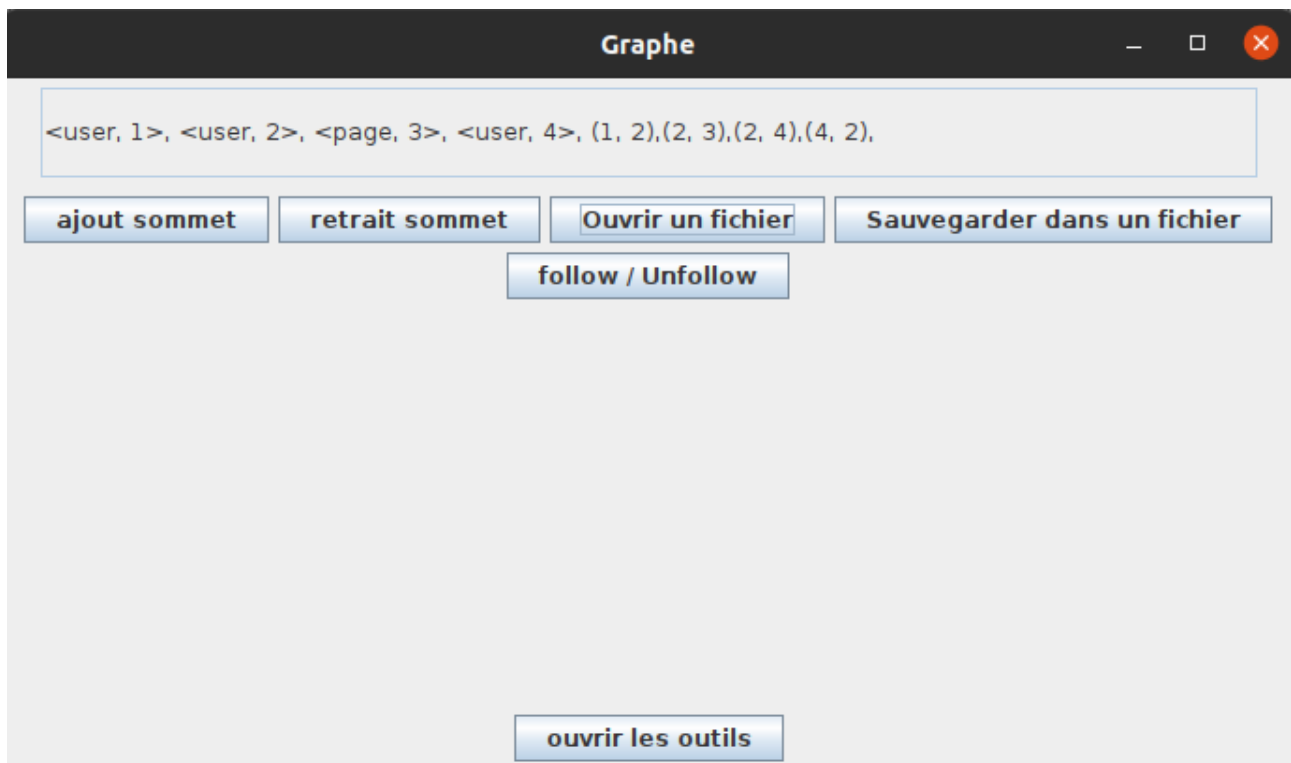 Graphe
<user, 1>, <user, 2>, <page, 3>, <user, 4>, (1, 2),(2, 3),(2, 4),(4, 2),
ajout sommet retrait sommet Ouvrir un fichier Sauvegarder dans un fichier
follow / Unfollow
ouvrir les outils